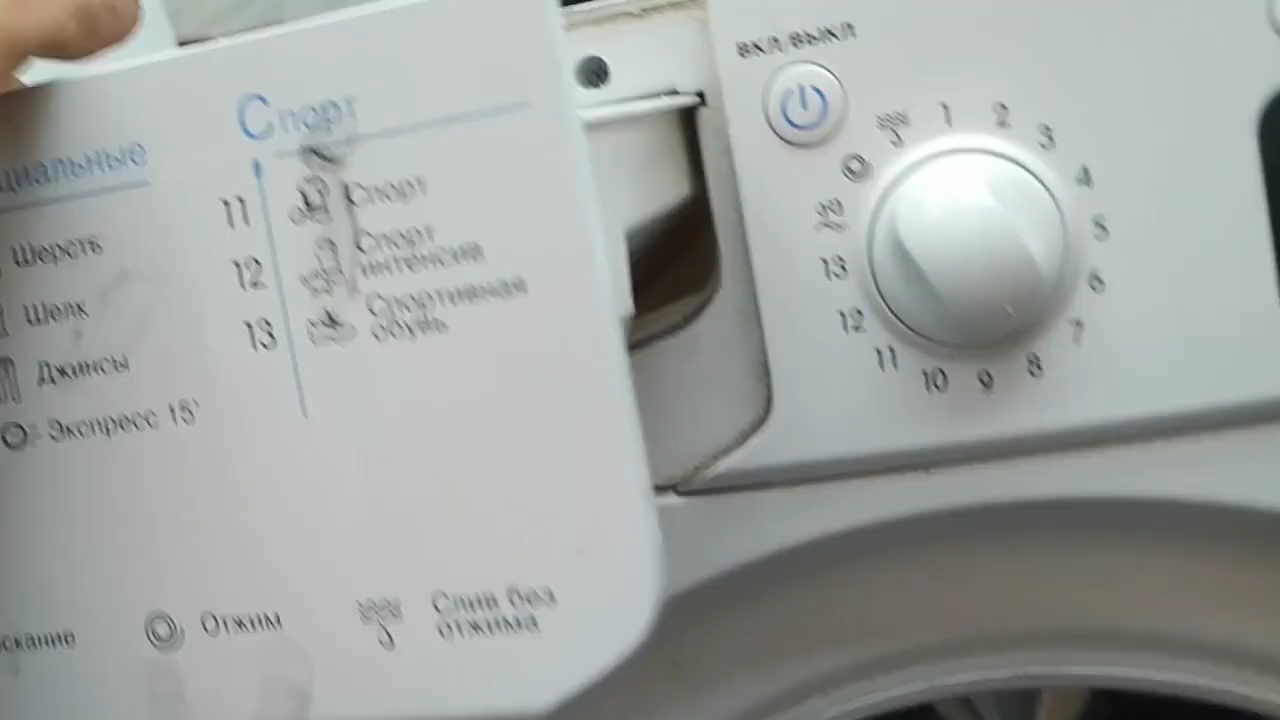 циальные
Шерсть
Шелк
Джинсы
Экспресс 15'
Спорт
11 Спорт
12 Спорт
интенсив
13 Спортивная
обувь
скание
Отжим
Слив без
отжима
ВКЛ/ВЫКЛ
1
2
3
4
5
6
7
8
9
10
11
12
13